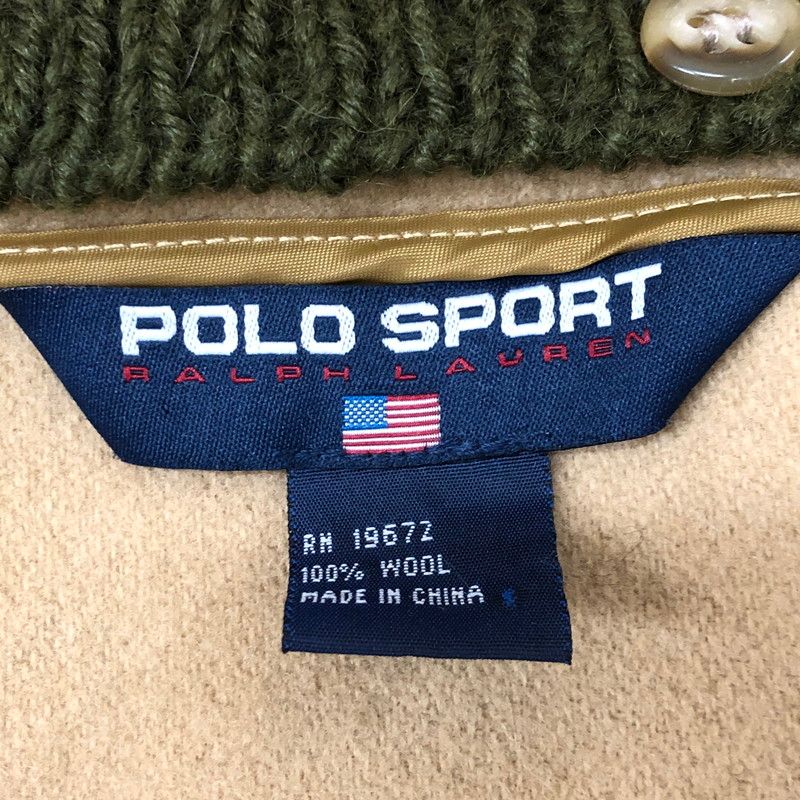 POLO SPORT
RALPH LAUREN
RN 19672
100% WOOL
MADE IN CHINA